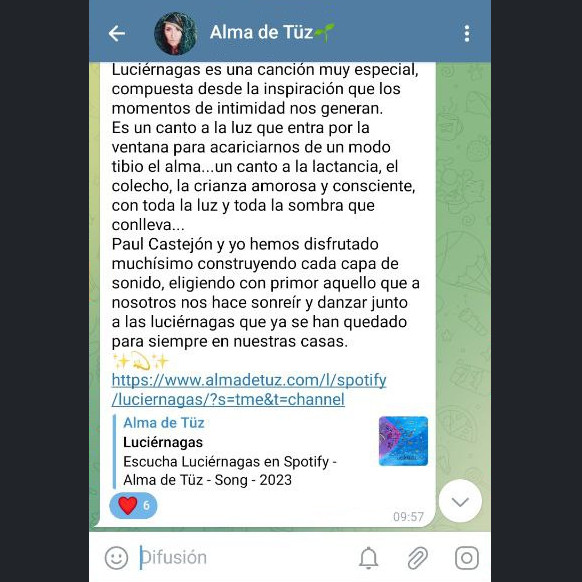 Alma de Tüz🌱
Luciérnagas es una canción muy especial,
compuesta desde la inspiración que los
momentos de intimidad nos generan.
Es un canto a la luz que entra por la
ventana para acariciarnos de un modo
tibio el alma...un canto a la lactancia, el
colecho, la crianza amorosa y consciente,
con toda la luz y toda la sombra que
conlleva...
Paul Castejón y yo hemos disfrutado
muchísimo construyendo cada capa de
sonido, eligiendo con primor aquello que a
nosotros nos hace sonreír y danzar junto
a las luciérnagas que ya se han quedado
para siempre en nuestras casas.
✨💫✨
https://www.almadetuz.com/l/spotify
/luciernagas/?s=tme&t=channel
Alma de Tüz
Luciérnagas
Escucha Luciérnagas en Spotify -
Alma de Tüz - Song - 2023
❤️ 6
09:57
Difusión